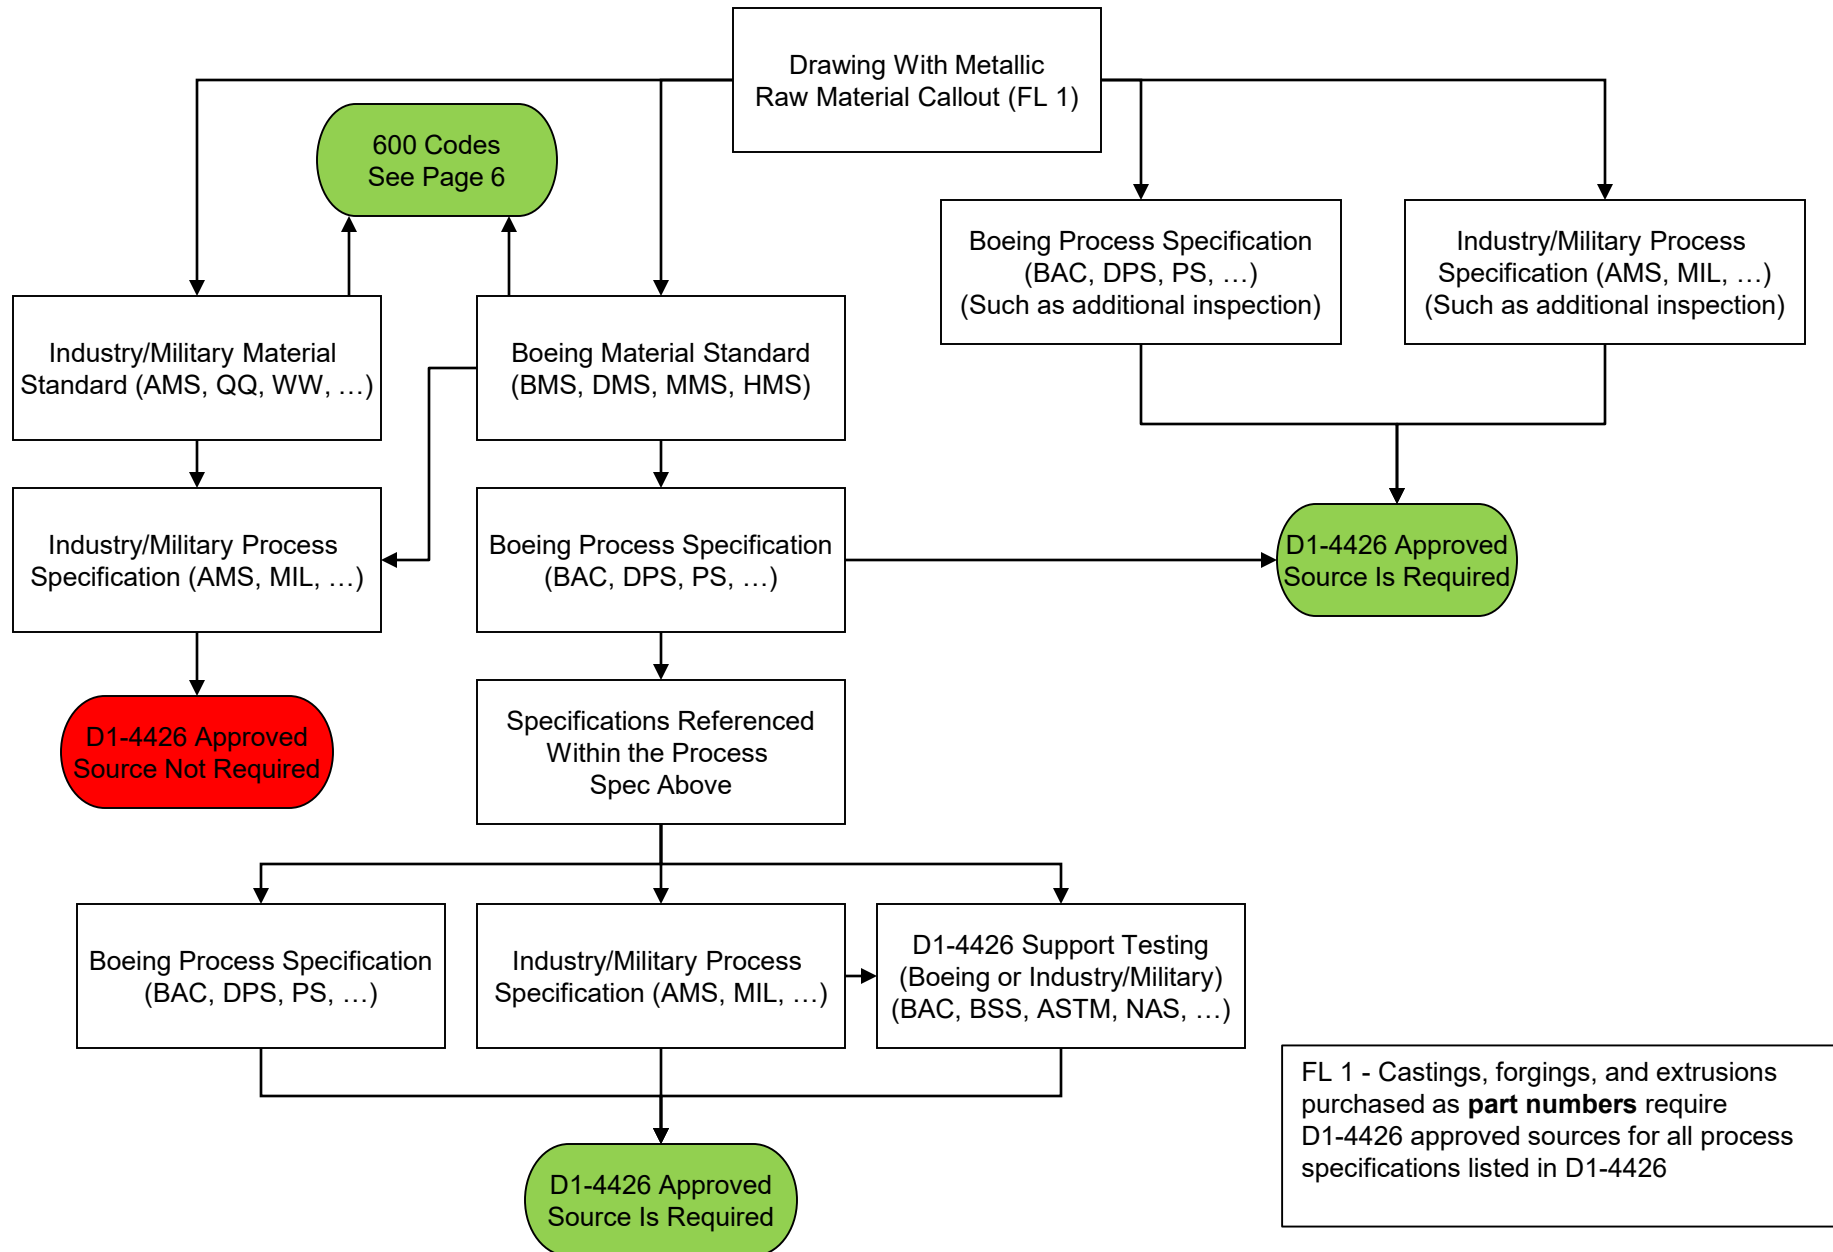 Drawing With Metallic
Raw Material Callout (FL 1)
600 Codes
See Page 6
Boeing Process Specification
(BAC, DPS, PS, …)
(Such as additional inspection)
Industry/Military Process
Specification (AMS, MIL, …)
(Such as additional inspection)
Industry/Military Material
Standard (AMS, QQ, WW, …)
Boeing Material Standard
(BMS, DMS, MMS, HMS)
Industry/Military Process
Specification (AMS, MIL, …)
Boeing Process Specification
(BAC, DPS, PS, …)
D1-4426 Approved
Source Is Required
D1-4426 Approved
Source Not Required
Specifications Referenced
Within the Process
Spec Above
Boeing Process Specification
(BAC, DPS, PS, …)
Industry/Military Process
Specification (AMS, MIL, …)
D1-4426 Support Testing
(Boeing or Industry/Military)
(BAC, BSS, ASTM, NAS, …)
D1-4426 Approved
Source Is Required
FL 1 - Castings, forgings, and extrusions
purchased as part numbers require
D1-4426 approved sources for all process
specifications listed in D1-4426